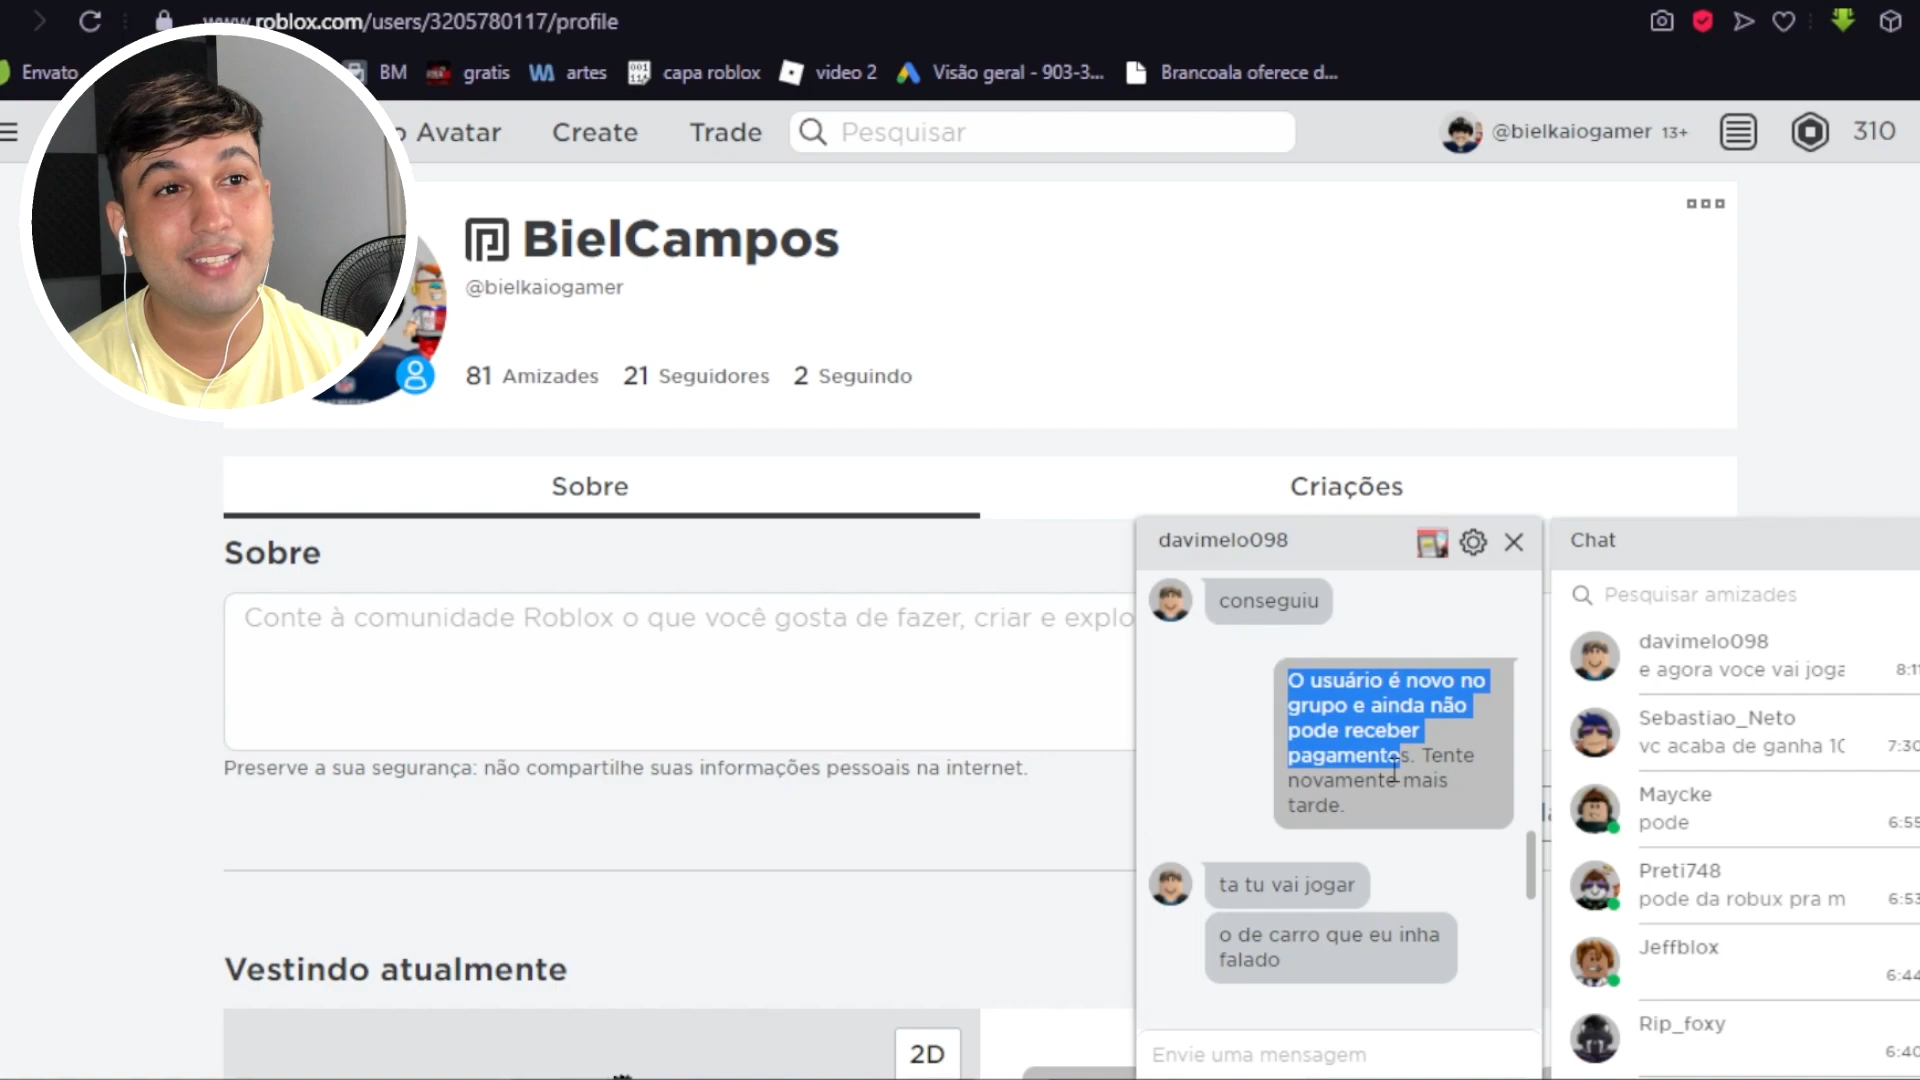 www.roblox.com/users/3205780117/profile
Envato
BM
gratis
artes
capa roblox
video 2
Visão geral - 903-3...
Brancoala oferece d...
Avatar
Create
Trade
Pesquisar
@bielkaiogamer 13+
310
BielCampos
@bielkaiogamer
81 Amizades
21 Seguidores
2 Seguindo
Sobre
Criações
Sobre
Conte à comunidade Roblox o que você gosta de fazer, criar e explo
Preserve a sua segurança: não compartilhe suas informações pessoais na internet.
Vestindo atualmente
2D
davimelo098
conseguiu
O usuário é novo no
grupo e ainda não
pode receber
pagamentos. Tente
novamente mais
tarde.
ta tu vai jogar
o de carro que eu inha
falado
Envie uma mensagem
Chat
Pesquisar amizades
davimelo098
e agora voce vai joga
8:11
Sebastiao_Neto
vc acaba de ganha 10
7:30
Maycke
pode
6:55
Preti748
pode da robux pra m
6:53
Jeffblox
6:44
Rip_foxy
6:40